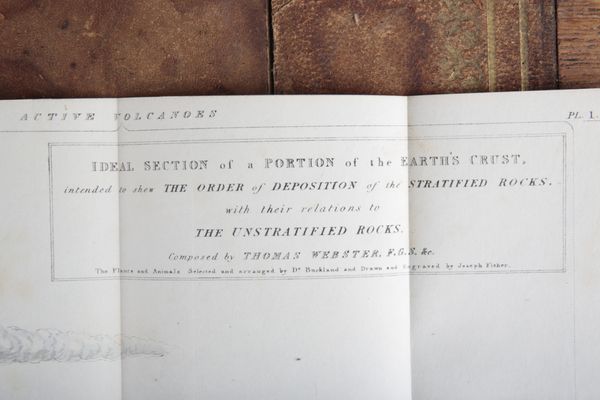 ACTIVE VOLCANOES
PL. 1.
IDEAL SECTION of a PORTION of the EARTH'S CRUST,
intended to shew THE ORDER of DEPOSITION of the STRATIFIED ROCKS,
with their relations to
THE UNSTRATIFIED ROCKS.
Composed by THOMAS WEBSTER, F.G.S. &c.
The Plants and Animals Selected and arranged by Dr Buckland and Drawn and Engraved by Joseph Fisher.